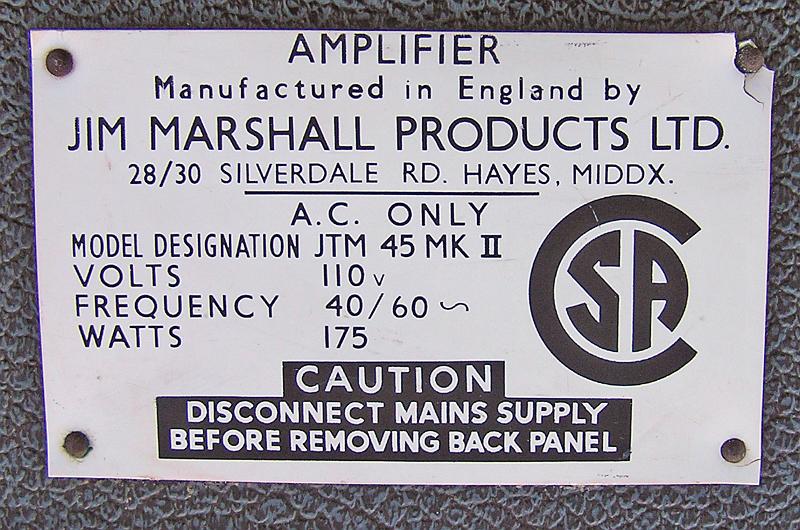 AMPLIFIER
Manufactured in England by
JIM MARSHALL PRODUCTS LTD.
28/30 SILVERDALE RD. HAYES, MIDDX.
A.C. ONLY
MODEL DESIGNATION JTM 45 MK II
VOLTS 110 v
FREQUENCY 40/60 ~
WATTS 175
CSA
CAUTION
DISCONNECT MAINS SUPPLY
BEFORE REMOVING BACK PANEL